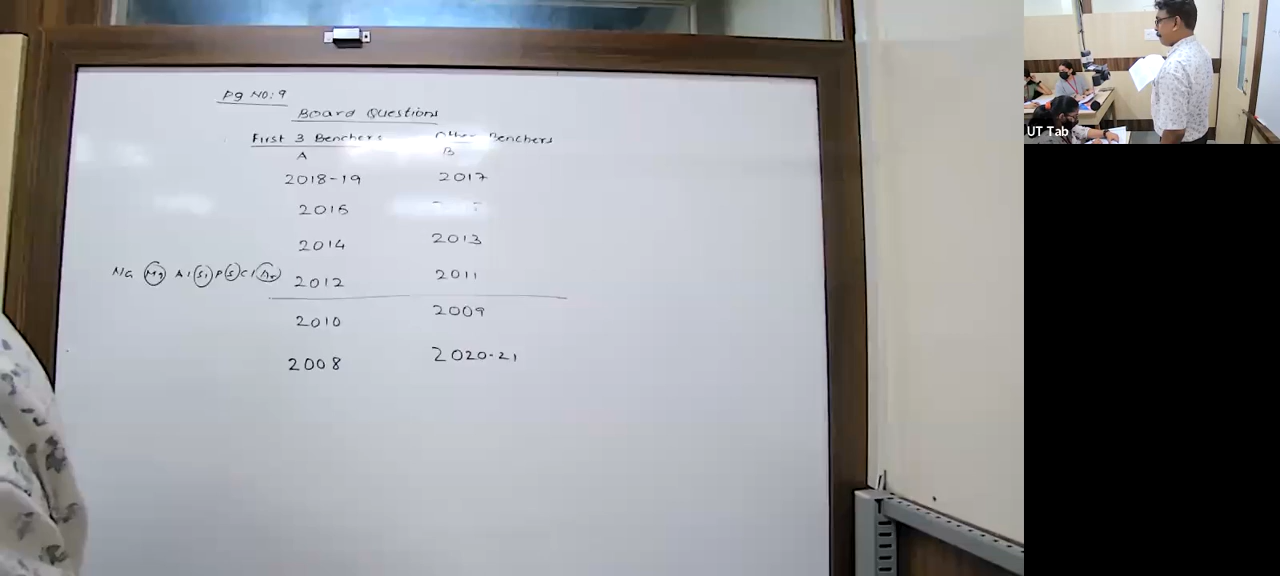 Pg NO: 9
Board Questions
First 3 Benchers Other Benchers
A B
2018-19 2017
2016
2014 2013
Na Mg Al Si P S Cl Ar 2012 2011
2010 2009
2008 2020-21
UT Tab